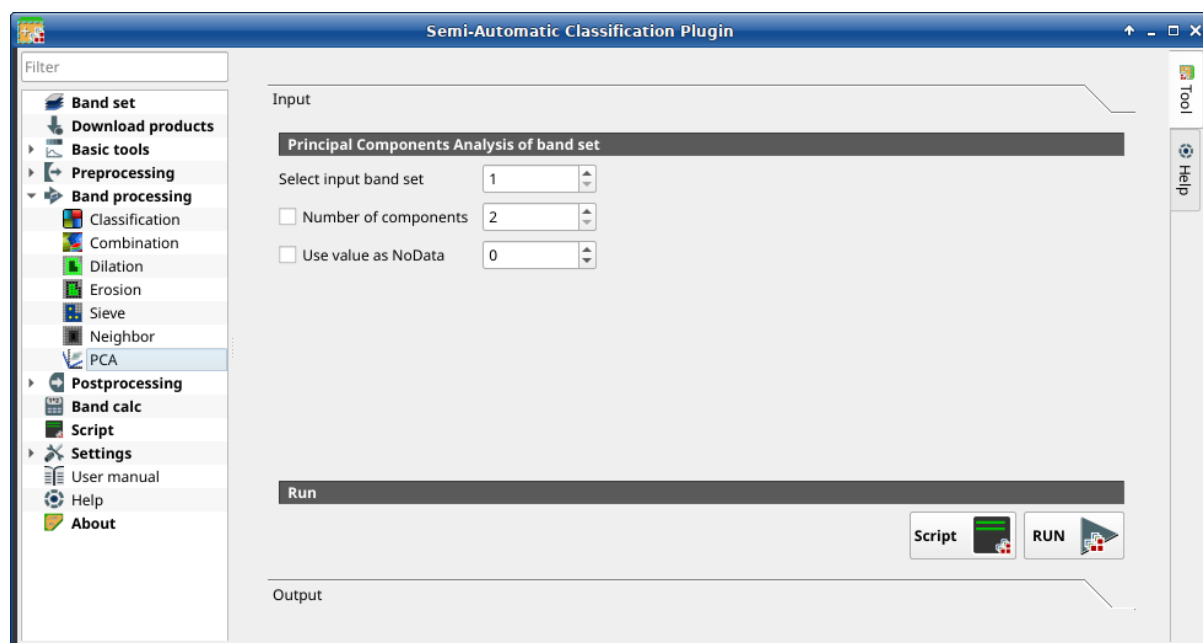 Semi-Automatic Classification Plugin
Filter
Band set
Download products
Basic tools
Preprocessing
Band processing
Classification
Combination
Dilation
Erosion
Sieve
Neighbor
PCA
Postprocessing
Band calc
Script
Settings
User manual
Help
About
Input
Principal Components Analysis of band set
Select input band set 1
Number of components 2
Use value as NoData 0
Run
Script RUN
Output
Tool
Help